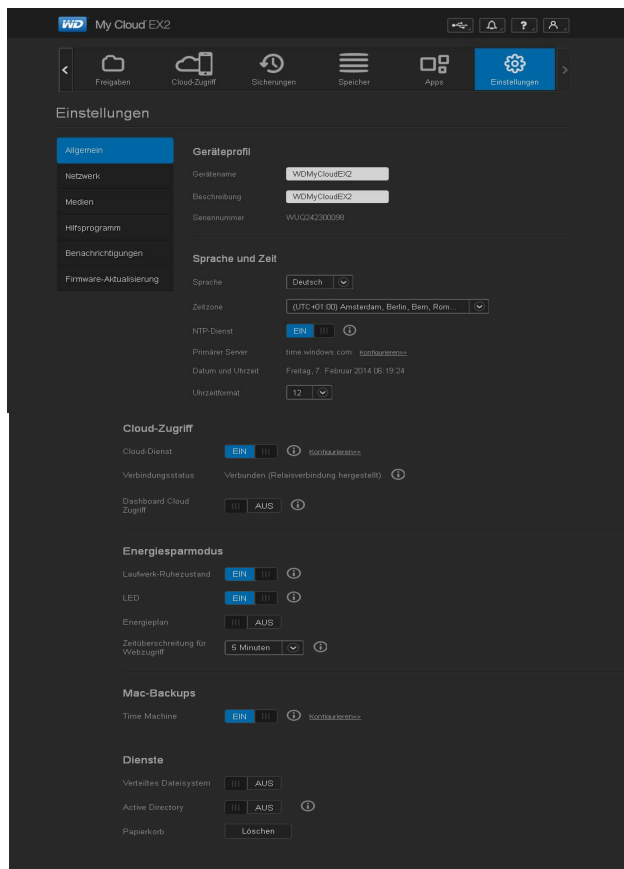 WD My Cloud EX2
?
Freigaben Cloud-Zugriff Sicherungen Speicher Apps Einstellungen
Einstellungen
Allgemein
Netzwerk
Medien
Hilfsprogramm
Benachrichtigungen
Firmware-Aktualisierung
Geräteprofil
Gerätename WDMyCloudEX2
Beschreibung WDMyCloudEX2
Seriennummer WUQ242300098
Sprache und Zeit
Sprache Deutsch
Zeitzone (UTC+01:00) Amsterdam, Berlin, Bern, Rom...
NTP-Dienst EIN
Primärer Server time.windows.com Konfigurieren>>
Datum und Uhrzeit Freitag, 7. Februar 2014 06:19:24
Uhrzeitformat 12
Cloud-Zugriff
Cloud-Dienst EIN Konfigurieren>>
Verbindungsstatus Verbunden (Relaisverbindung hergestellt)
Dashboard Cloud
Zugriff AUS
Energiesparmodus
Laufwerk-Ruhezustand EIN
LED EIN
Energieplan AUS
Zeitüberschreitung für
Webzugriff 5 Minuten
Mac-Backups
Time Machine EIN Konfigurieren>>
Dienste
Verteiltes Dateisystem AUS
Active Directory AUS
Papierkorb Löschen